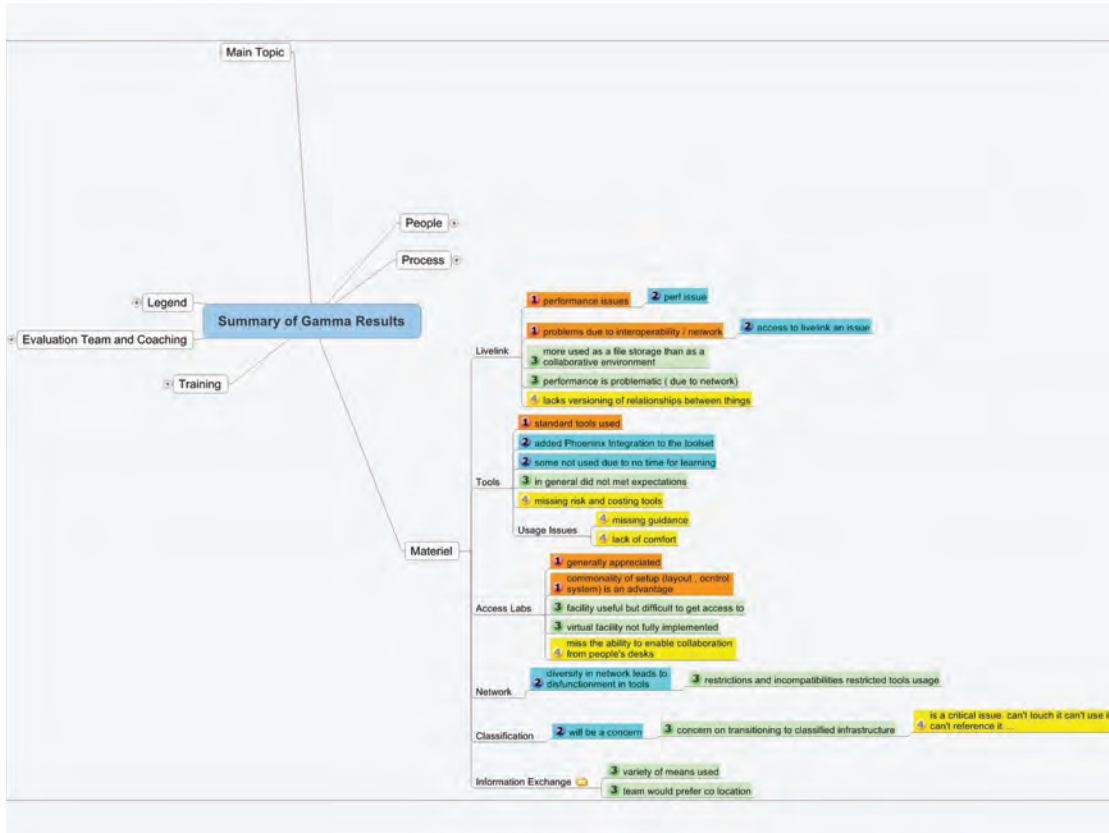 Main Topic
People
Process
Legend
Summary of Gamma Results
Evaluation Team and Coaching
Training
Materiel
Livelink
1 performance issues
2 perf issue
1 problems due to interoperability / network
2 access to livelink an issue
more used as a file storage than as a
3 collaborative environment
3 performance is problematic ( due to network)
4 lacks versioning of relationships between things
Tools
1 standard tools used
2 added Phoeninx Integration to the toolset
2 some not used due to no time for learning
3 in general did not met expectations
4 missing risk and costing tools
Usage Issues
4 missing guidance
4 lack of comfort
Access Labs
1 generally appreciated
commonality of setup (layout , ocntrol
1 system) is an advantage
3 facility useful but difficult to get access to
3 virtual facility not fully implemented
miss the ability to enable collaboration
4 from people's desks
Network
diversity in network leads to
2 disfunctionment in tools
3 restrictions and incompatibilities restricted tools usage
Classification
2 will be a concern
3 concern on transitioning to classified infrastructure
is a critical issue. can't touch it can't use i
4 can't reference it ...
Information Exchange
3 variety of means used
3 team would prefer co location